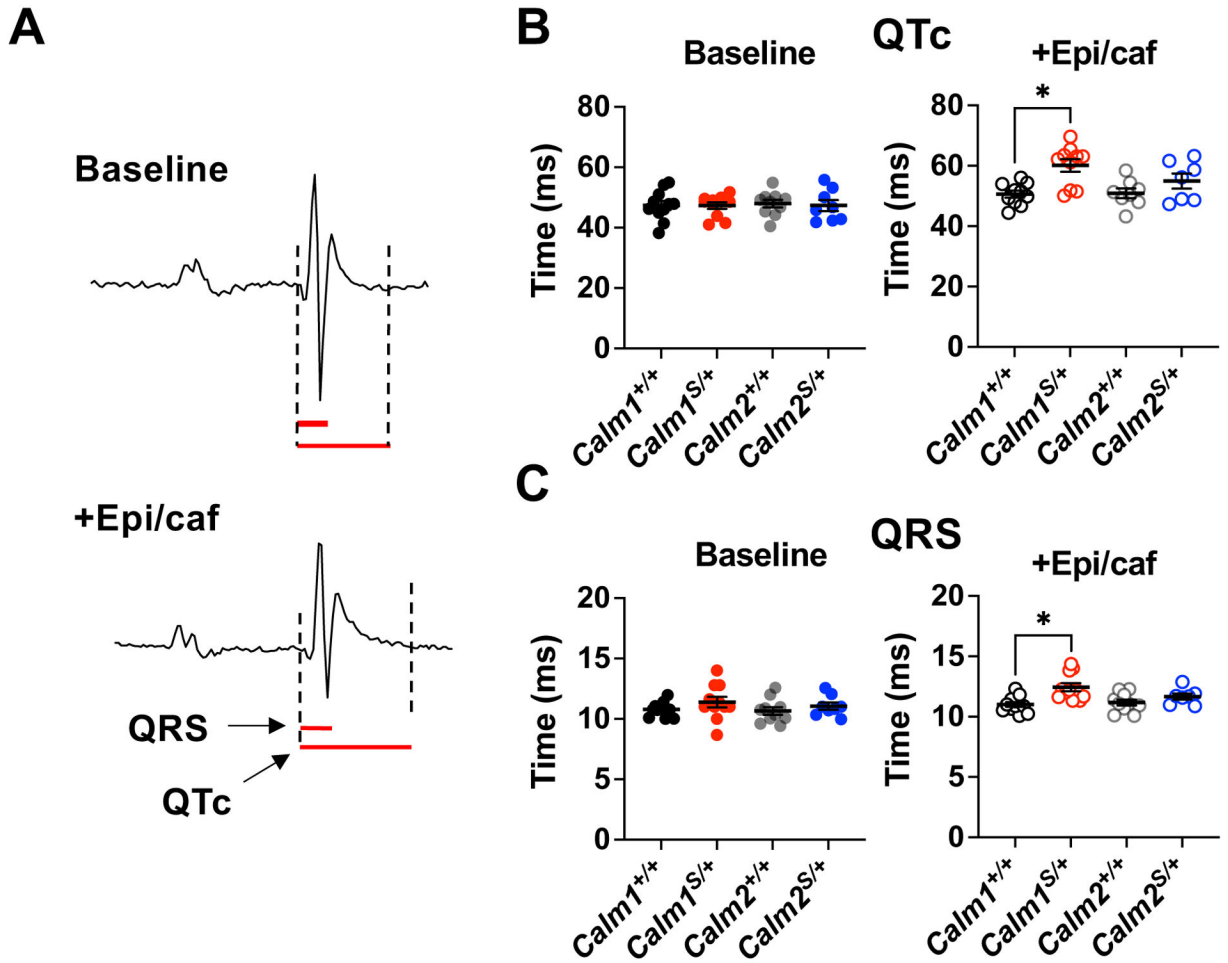 A
Baseline
+Epi/caf
QRS
QTc
B
QTc
Baseline
Time (ms)
80
60
40
20
0
Calm1+/+
Calm1S/+
Calm2+/+
Calm2S/+
+Epi/caf
*
Time (ms)
80
60
40
20
0
Calm1+/+
Calm1S/+
Calm2+/+
Calm2S/+
C
QRS
Baseline
Time (ms)
20
15
10
5
0
Calm1+/+
Calm1S/+
Calm2+/+
Calm2S/+
+Epi/caf
*
Time (ms)
20
15
10
5
0
Calm1+/+
Calm1S/+
Calm2+/+
Calm2S/+